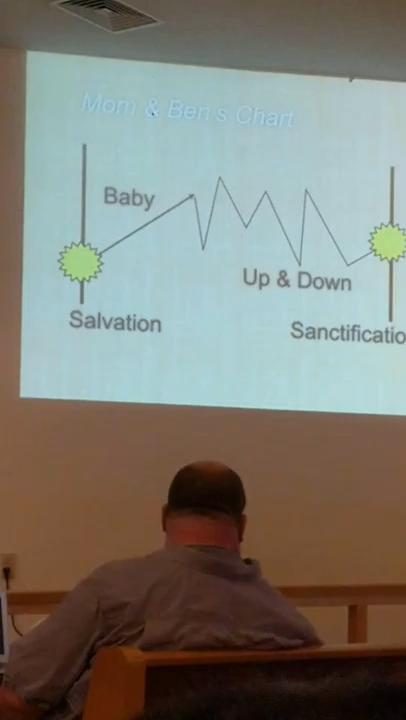 Mom & Ben's Chart
Baby
Up & Down
Salvation
Sanctificatio